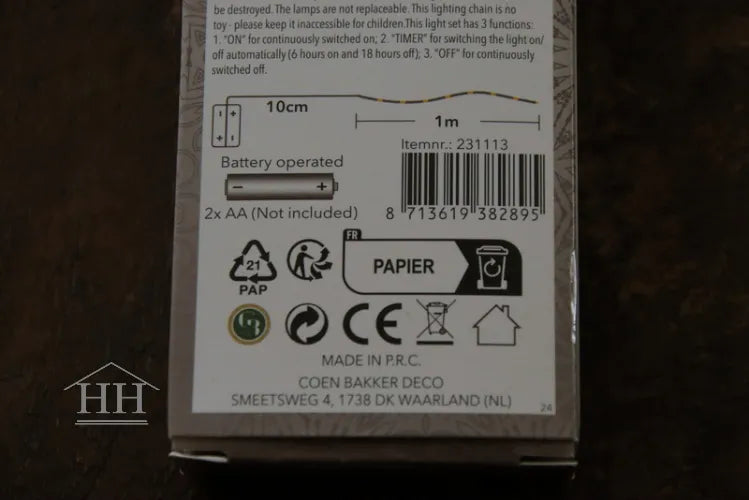 be destroyed. The lamps are not replaceable. This lighting chain is no
toy - please keep it inaccessible for children.This light set has 3 functions:
1. "ON" for continuously switched on; 2. "TIMER" for switching the light on/
off automatically (6 hours on and 18 hours off); 3. "OFF" for continuously
switched off.
10cm
1m
Itemnr.: 231113
Battery operated
2x AA (Not included)
8 713619 382895
FR
21
PAP
PAPIER
CB
CE
MADE IN P.R.C.
COEN BAKKER DECO
SMEETSWEG 4, 1738 DK WAARLAND (NL)
24
HH